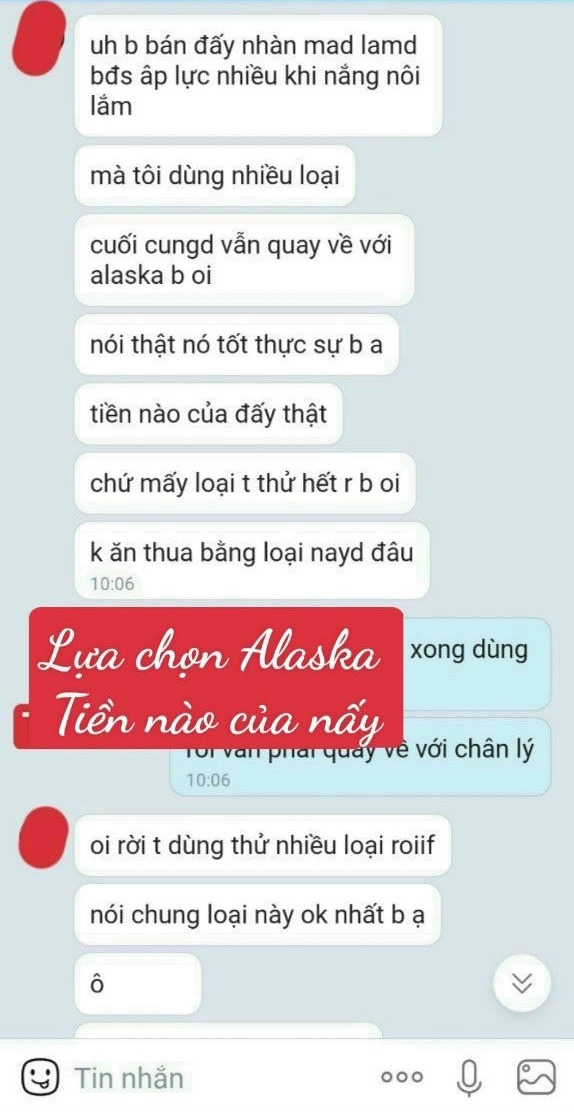 uh b bán đấy nhàn mad lamd
bđs âp lực nhiều khi nắng nôi
lắm
mà tôi dùng nhiều loại
cuối cungd vẫn quay về với
alaska b oi
nói thật nó tốt thực sự b a
tiền nào của đấy thật
chứ mấy loại t thử hết r b oi
k ăn thua bằng loại nayd đâu
10:06
xong dùng
Lựa chọn Alaska
Tiền nào của nấy
rồi vẫn phải quay về với chân lý
10:06
oi rời t dùng thử nhiều loại roiif
nói chung loại này ok nhất b ạ
ô
Tin nhắn